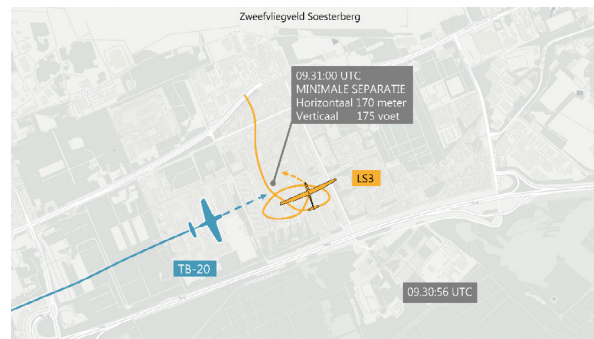 Zweefvliegveld Soesterberg
09.31:00 UTC
MINIMALE SEPARATIE
Horizontaal 170 meter
Verticaal 175 voet
LS3
TB-20
09.30:56 UTC